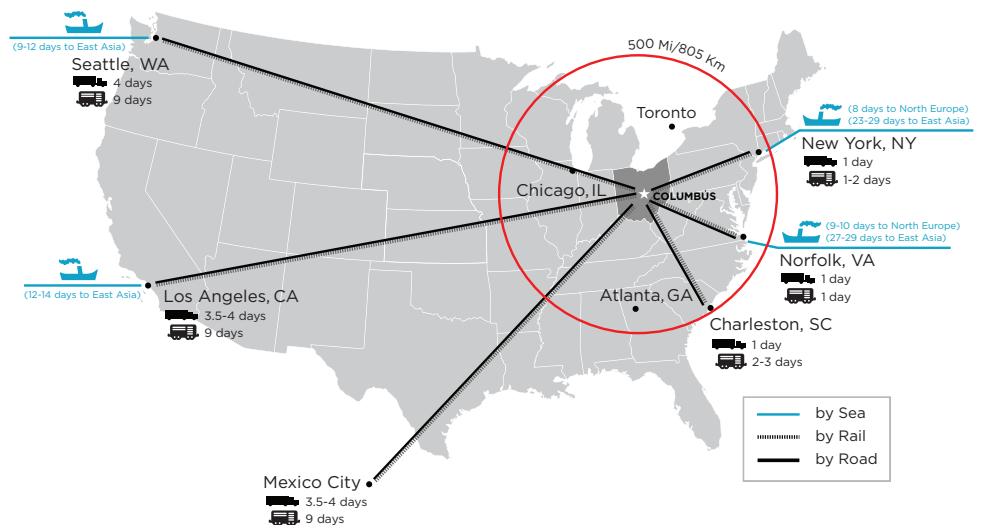 500 Mi/805 Km
(9-12 days to East Asia)
Seattle, WA
4 days
9 days
Toronto
(8 days to North Europe)
(23-29 days to East Asia)
New York, NY
1 day
1-2 days
Chicago, IL
COLUMBUS
(9-10 days to North Europe)
(27-29 days to East Asia)
Norfolk, VA
1 day
1 day
(12-14 days to East Asia)
Los Angeles, CA
3.5-4 days
9 days
Atlanta, GA
Charleston, SC
1 day
2-3 days
by Sea
by Rail
by Road
Mexico City
3.5-4 days
9 days